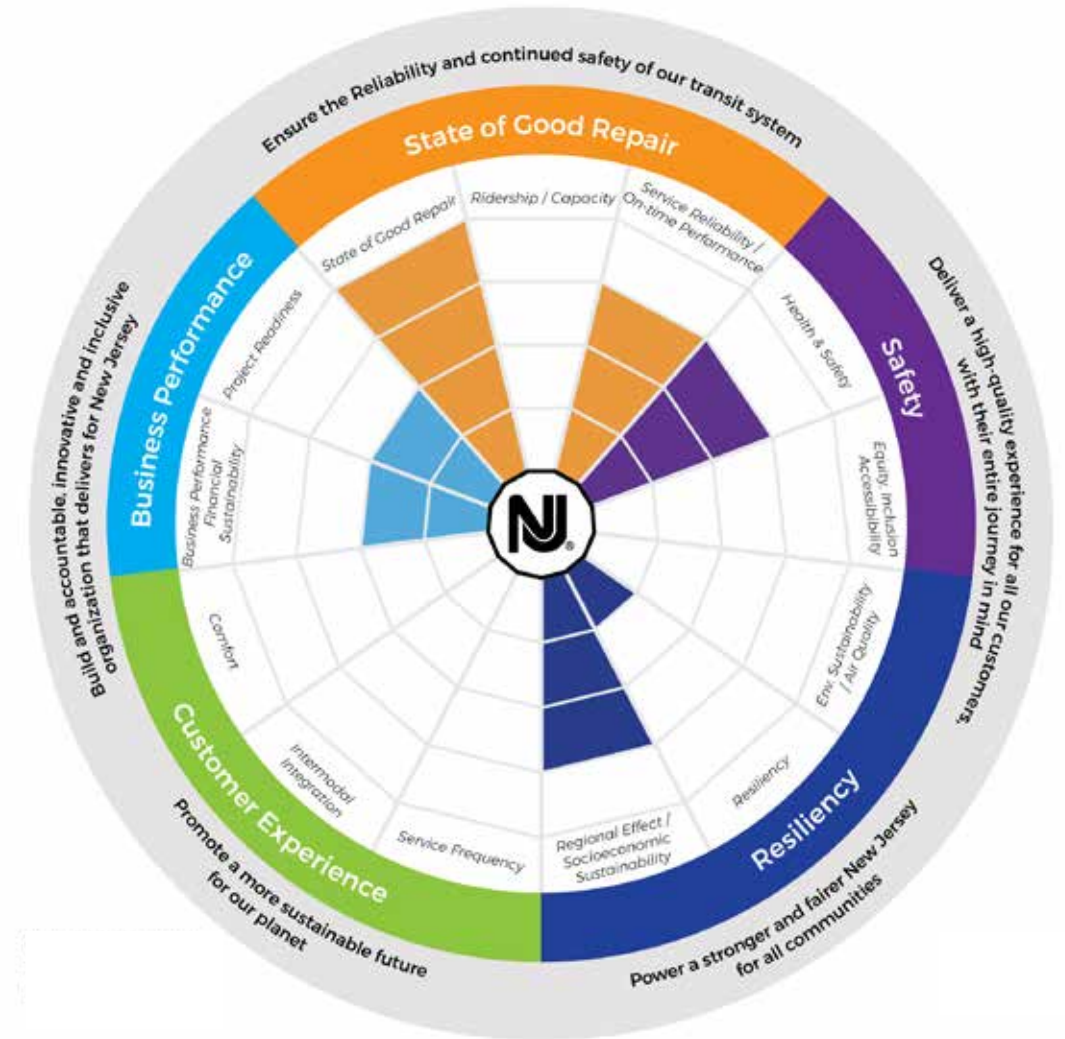 Ensure the Reliability and continued safety of our transit system
State of Good Repair
Safety
Deliver a high-quality experience for all our customers,
with their entire journey in mind
Resiliency
Power a stronger and fairer New Jersey
for all communities
Customer Experience
Promote a more sustainable future
for our planet
Business Performance
Build and accountable, innovative and inclusive
organization that delivers for New Jersey
State of Good Repair
Ridership / Capacity
Service Reliability /
On-time Performance
Health & Safety
Equity, Inclusion
Accessibibility
Env. Sustainability
/ Air Quality
Resiliency
Regional Effect /
Socioeconomic
Sustainability
Service Frequency
Intermodal
Integration
Comfort
Business Performance
Financial
Sustainability
Project Readiness
NJ
®